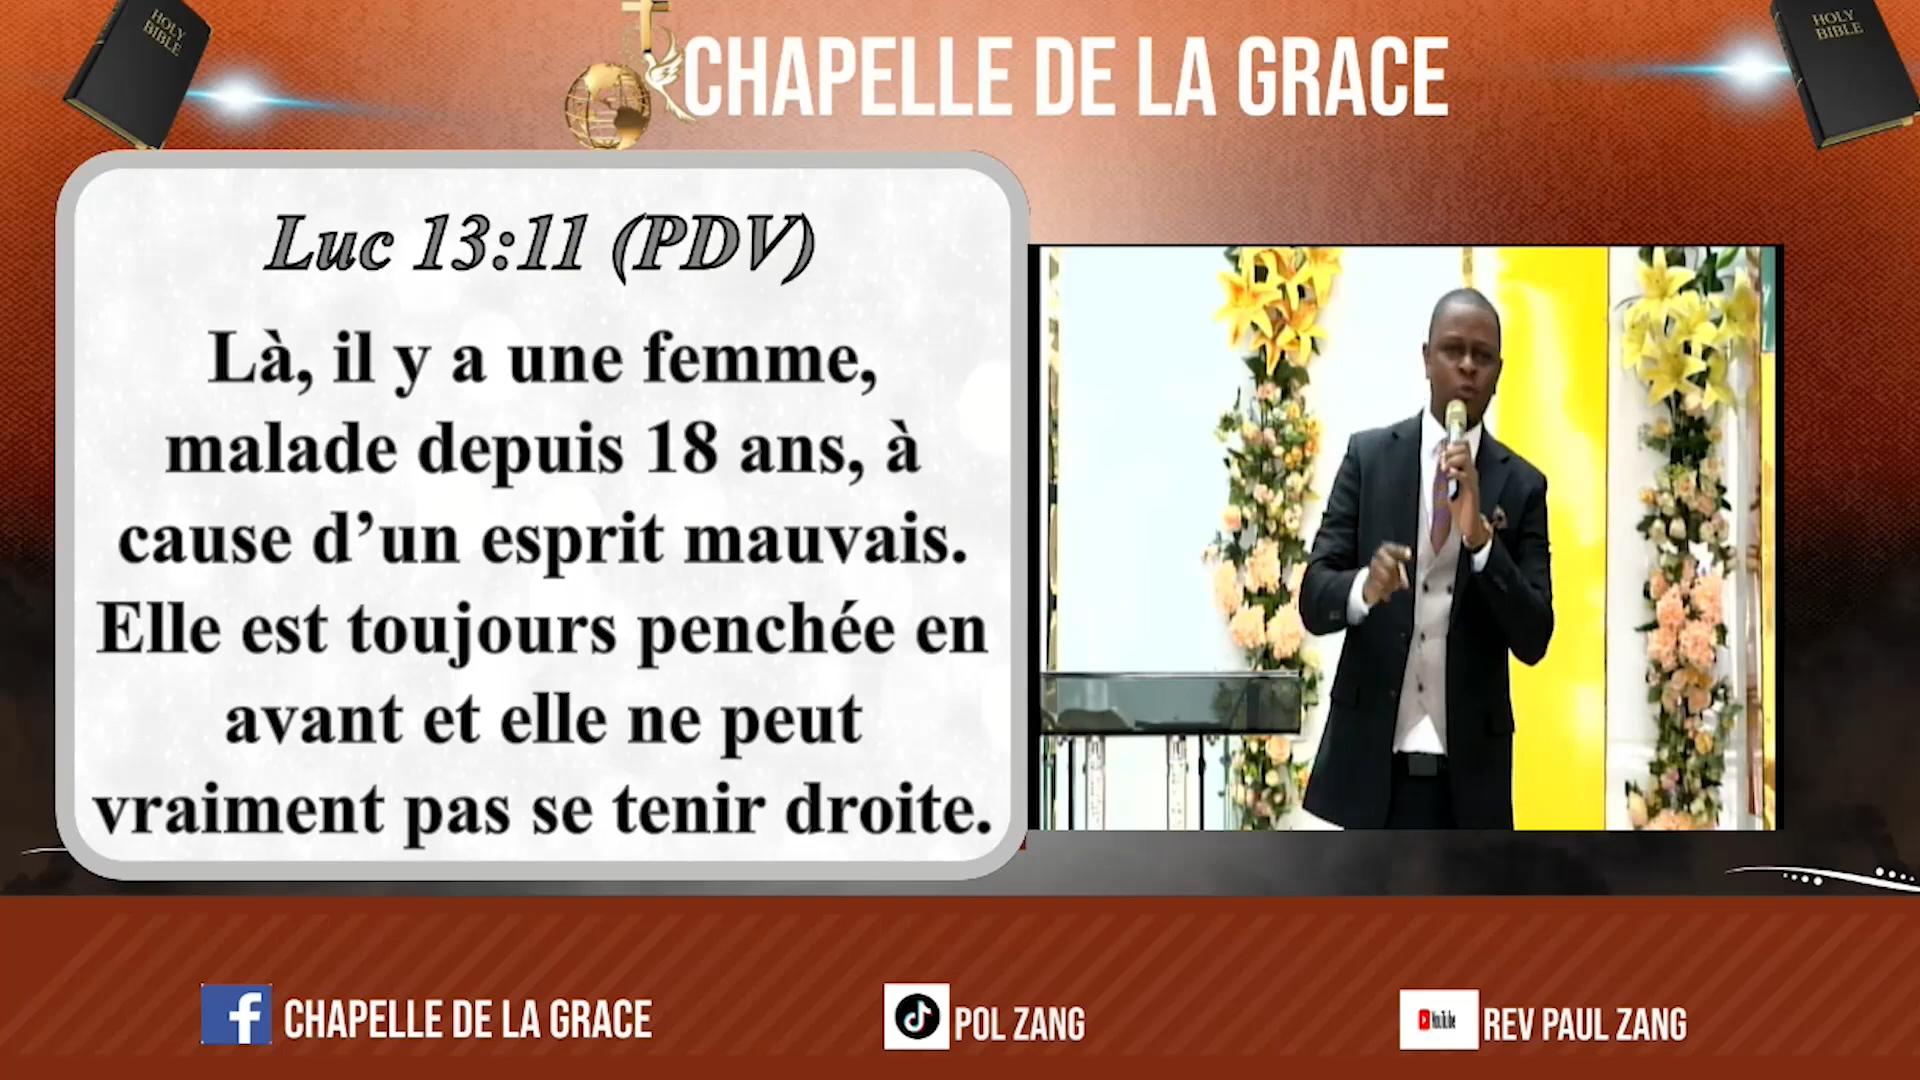 HOLY
BIBLE
CHAPELLE DE LA GRACE
HOLY
BIBLE
Luc 13:11 (PDV)
Là, il y a une femme,
malade depuis 18 ans, à
cause d’un esprit mauvais.
Elle est toujours penchée en
avant et elle ne peut
vraiment pas se tenir droite.
CHAPELLE DE LA GRACE
POL ZANG
YouTube
REV PAUL ZANG